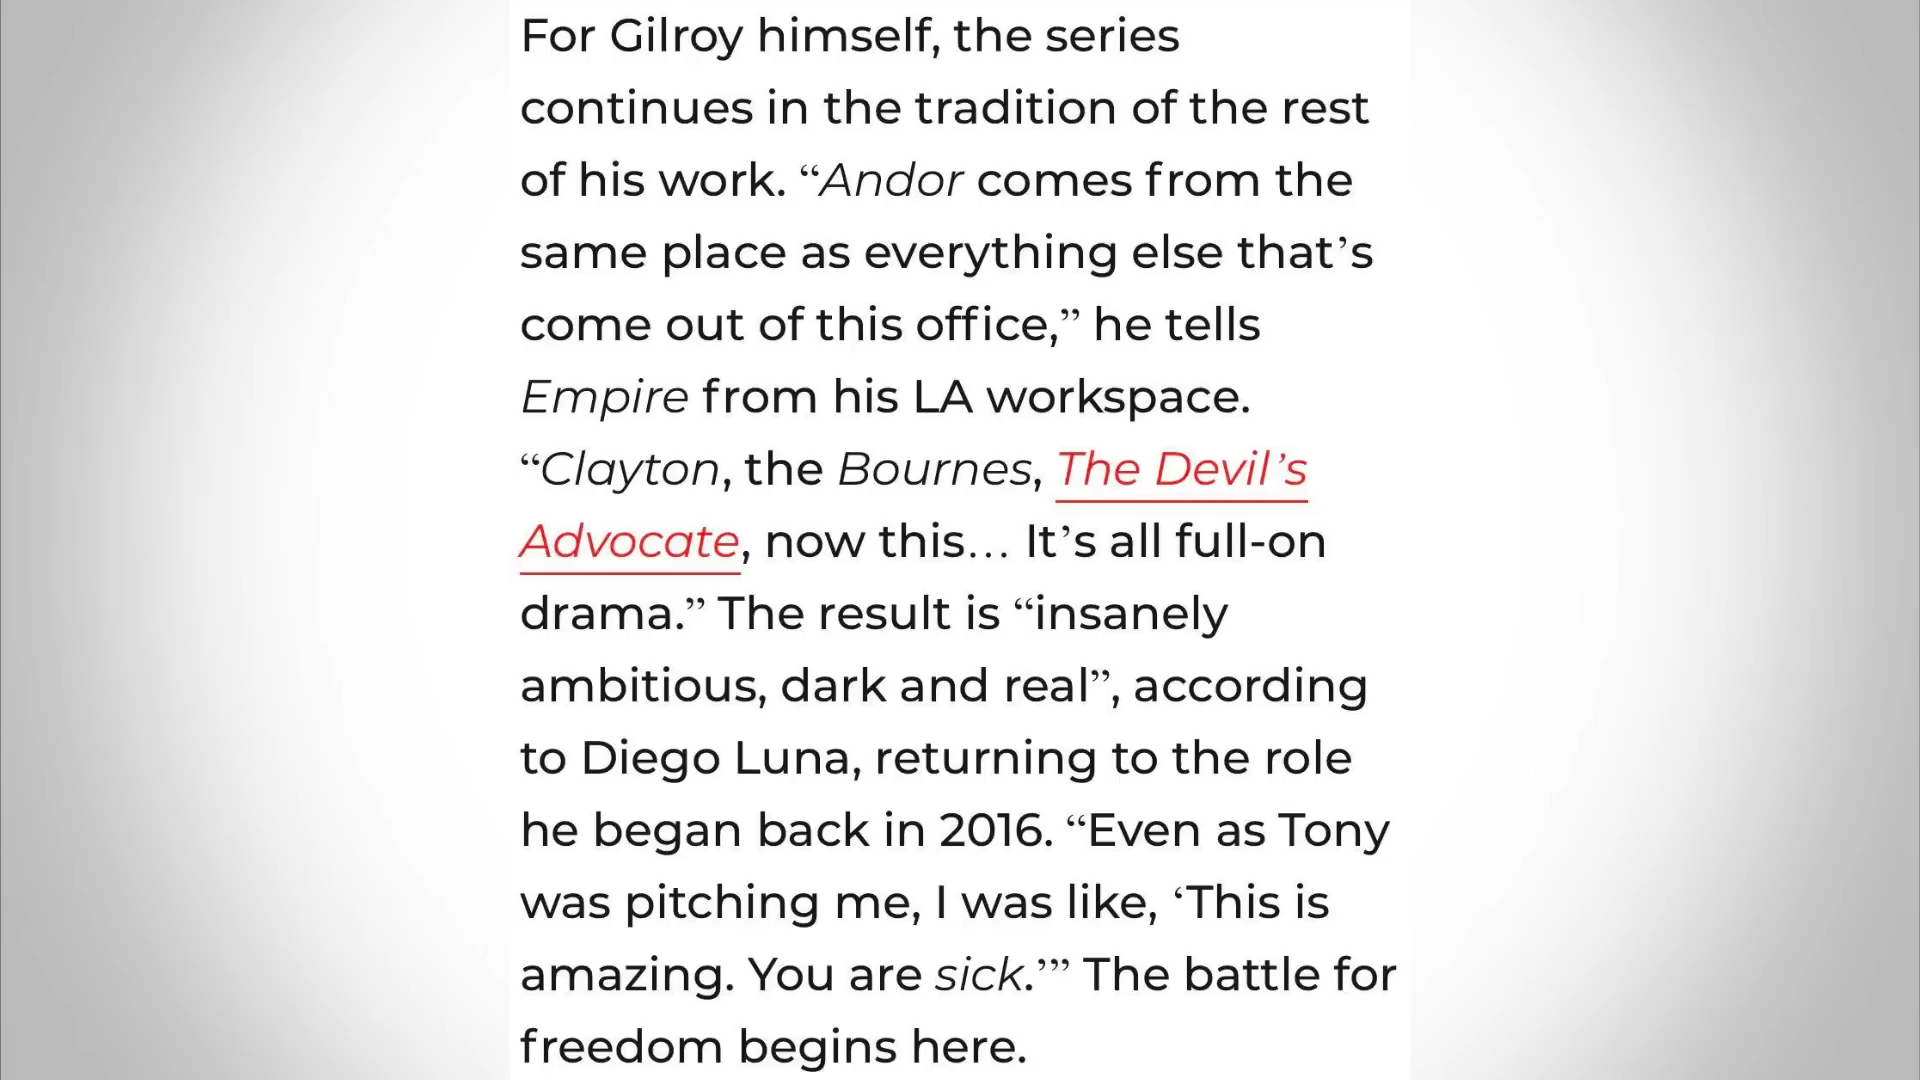 For Gilroy himself, the series
continues in the tradition of the rest
of his work. “Andor comes from the
same place as everything else that’s
come out of this office,” he tells
Empire from his LA workspace.
“Clayton, the Bournes, The Devil’s
Advocate, now this… It’s all full-on
drama.” The result is “insanely
ambitious, dark and real”, according
to Diego Luna, returning to the role
he began back in 2016. “Even as Tony
was pitching me, I was like, ‘This is
amazing. You are sick.’” The battle for
freedom begins here.